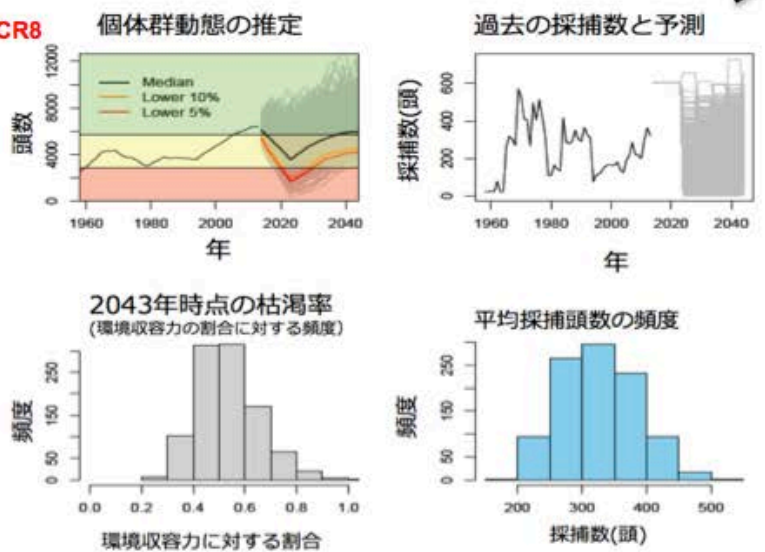 CR8
個体群動態の推定
頭数
12000
8000
4000
0
Median
Lower 10%
Lower 5%
1960 1980 2000 2020 2040
年
過去の採捕数と予測
採捕数(頭)
600
400
200
0
1960 1980 2000 2020 2040
年
2043年時点の枯渇率
(環境収容力の割合に対する頻度)
頻度
250
150
50
0
0.0 0.2 0.4 0.6 0.8 1.0
環境収容力に対する割合
平均採捕頭数の頻度
頻度
250
150
50
0
200 300 400 500
採捕数(頭)